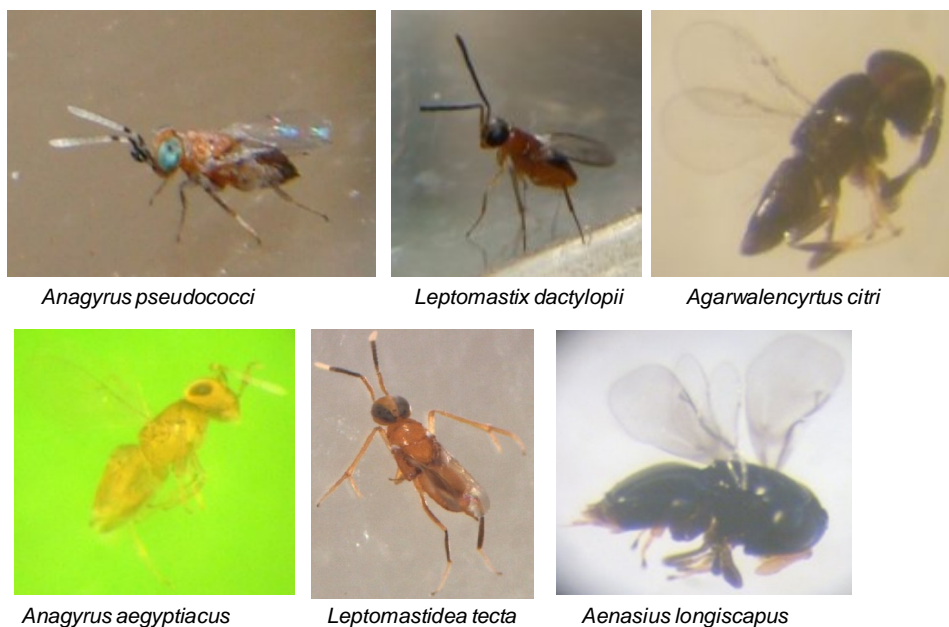 Anagyrus pseudococci
Leptomastix dactylopii
Agarwalencyrtus citri
Anagyrus aegyptiacus
Leptomastidea tecta
Aenasius longiscapus